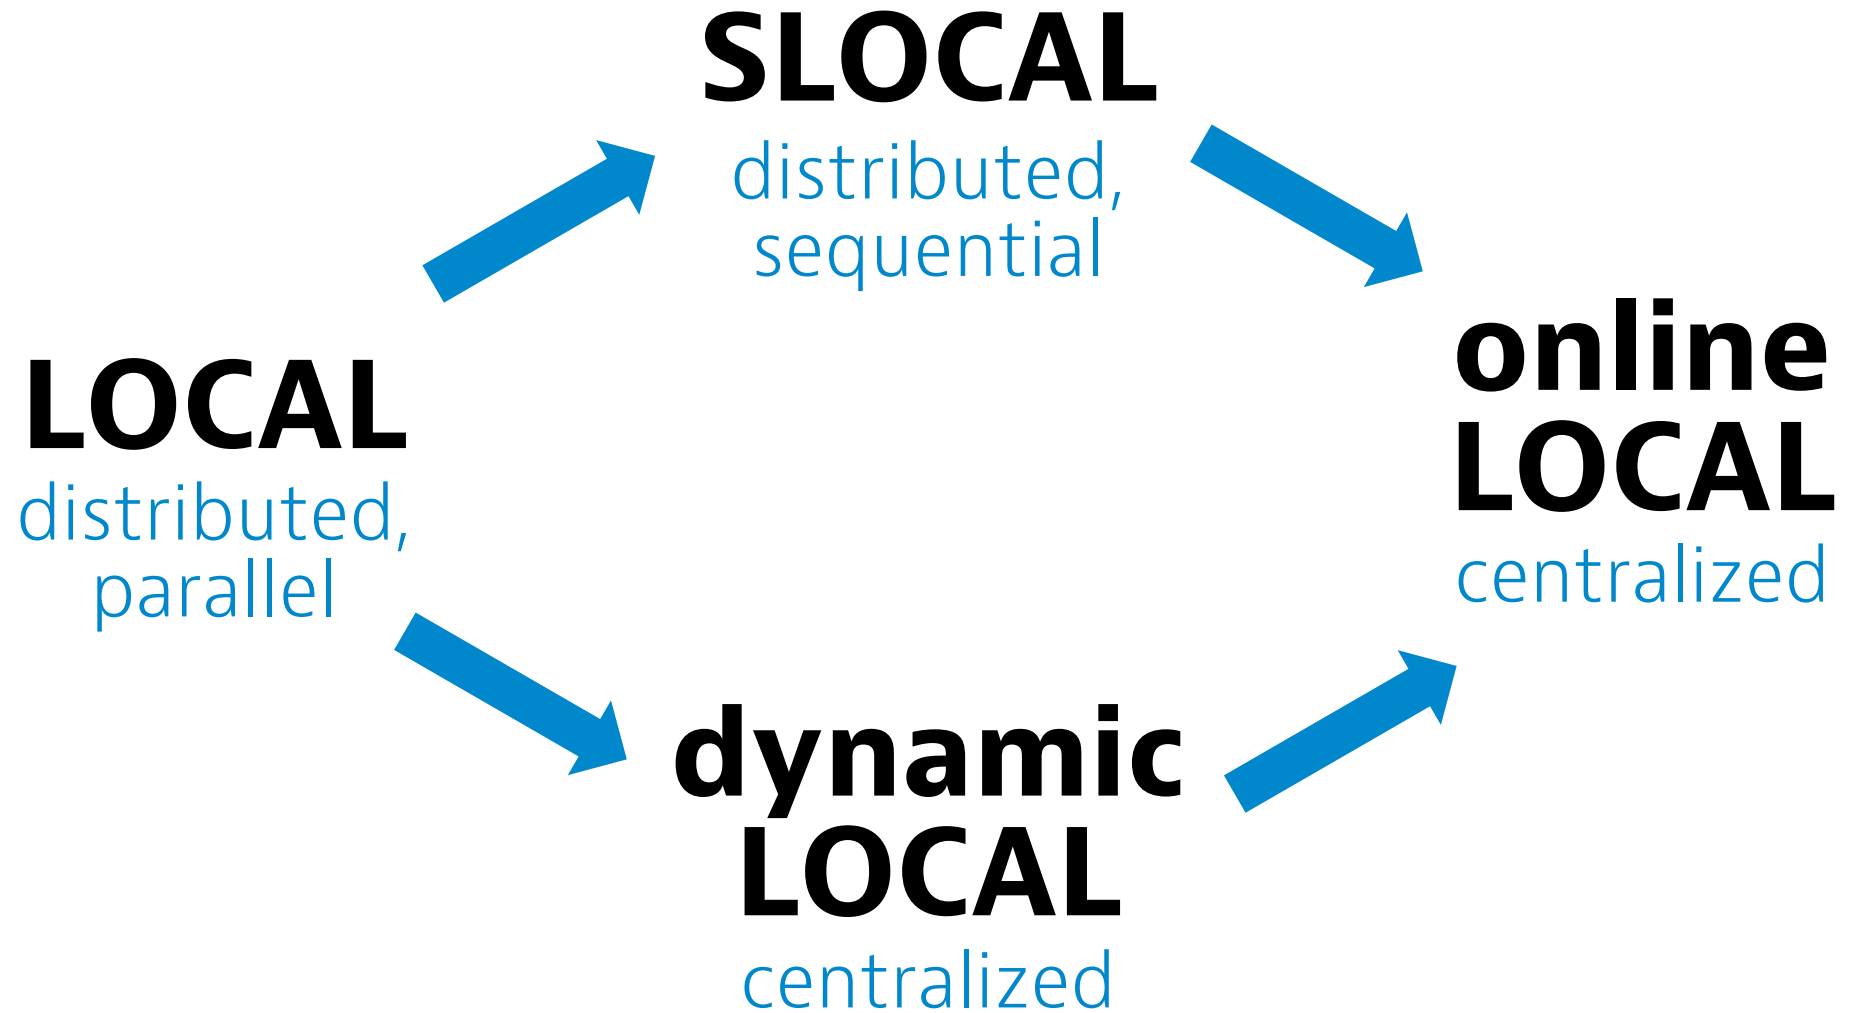 SLOCAL
distributed,
sequential
LOCAL
distributed,
parallel
online
LOCAL
centralized
dynamic
LOCAL
centralized